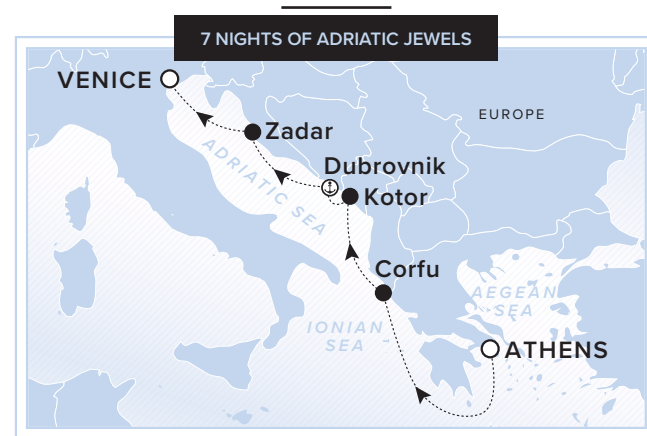 7 NIGHTS OF ADRIATIC JEWELS
VENICE
EUROPE
Zadar
ADRIATIC SEA
Dubrovnik
Kotor
Corfu
AEGEAN
SEA
IONIAN
SEA
ATHENS